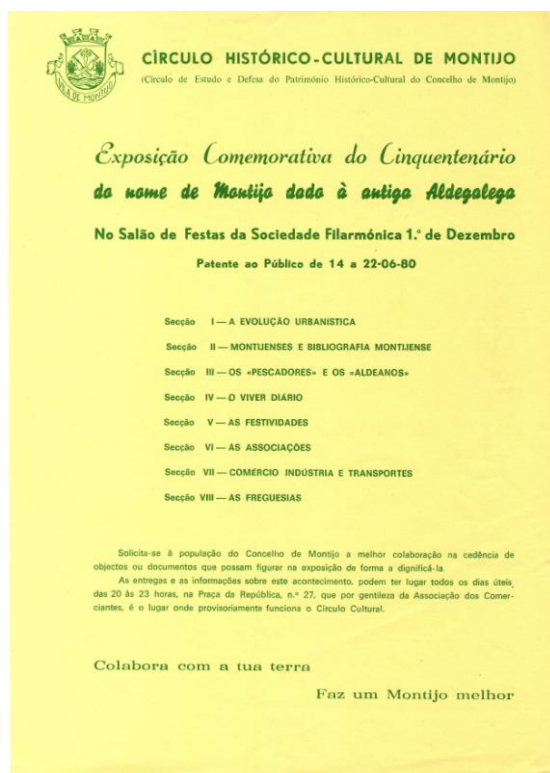 VILA DE MONTIJO
CÍRCULO HISTÓRICO-CULTURAL DE MONTIJO
(Círculo de Estudo e Defesa do Património Histórico-Cultural do Concelho de Montijo)
Exposição Comemorativa do Cinquentenário
do nome de Montijo dado à antiga Aldegalega
No Salão de Festas da Sociedade Filarmónica 1.º de Dezembro
Patente ao Público de 14 a 22-06-80
Secção I — A EVOLUÇÃO URBANISTICA
Secção II — MONTIJENSES E BIBLIOGRAFIA MONTIJENSE
Secção III — OS «PESCADORES» E OS «ALDEANOS»
Secção IV — O VIVER DIÁRIO
Secção V — AS FESTIVIDADES
Secção VI — AS ASSOCIAÇÕES
Secção VII — COMÉRCIO INDÚSTRIA E TRANSPORTES
Secção VIII — AS FREGUESIAS
Solicita-se à população do Concelho de Montijo a melhor colaboração na cedência de
objectos ou documentos que possam figurar na exposição de forma a dignificá-la.
As entregas e as informações sobre este acontecimento, podem ter lugar todos os dias úteis,
das 20 às 23 horas, na Praça da República, n.º 27, que por gentileza da Associação dos Comer-
ciantes, é o lugar onde provisoriamente funciona o Círculo Cultural.
Colabora com a tua terra
Faz um Montijo melhor